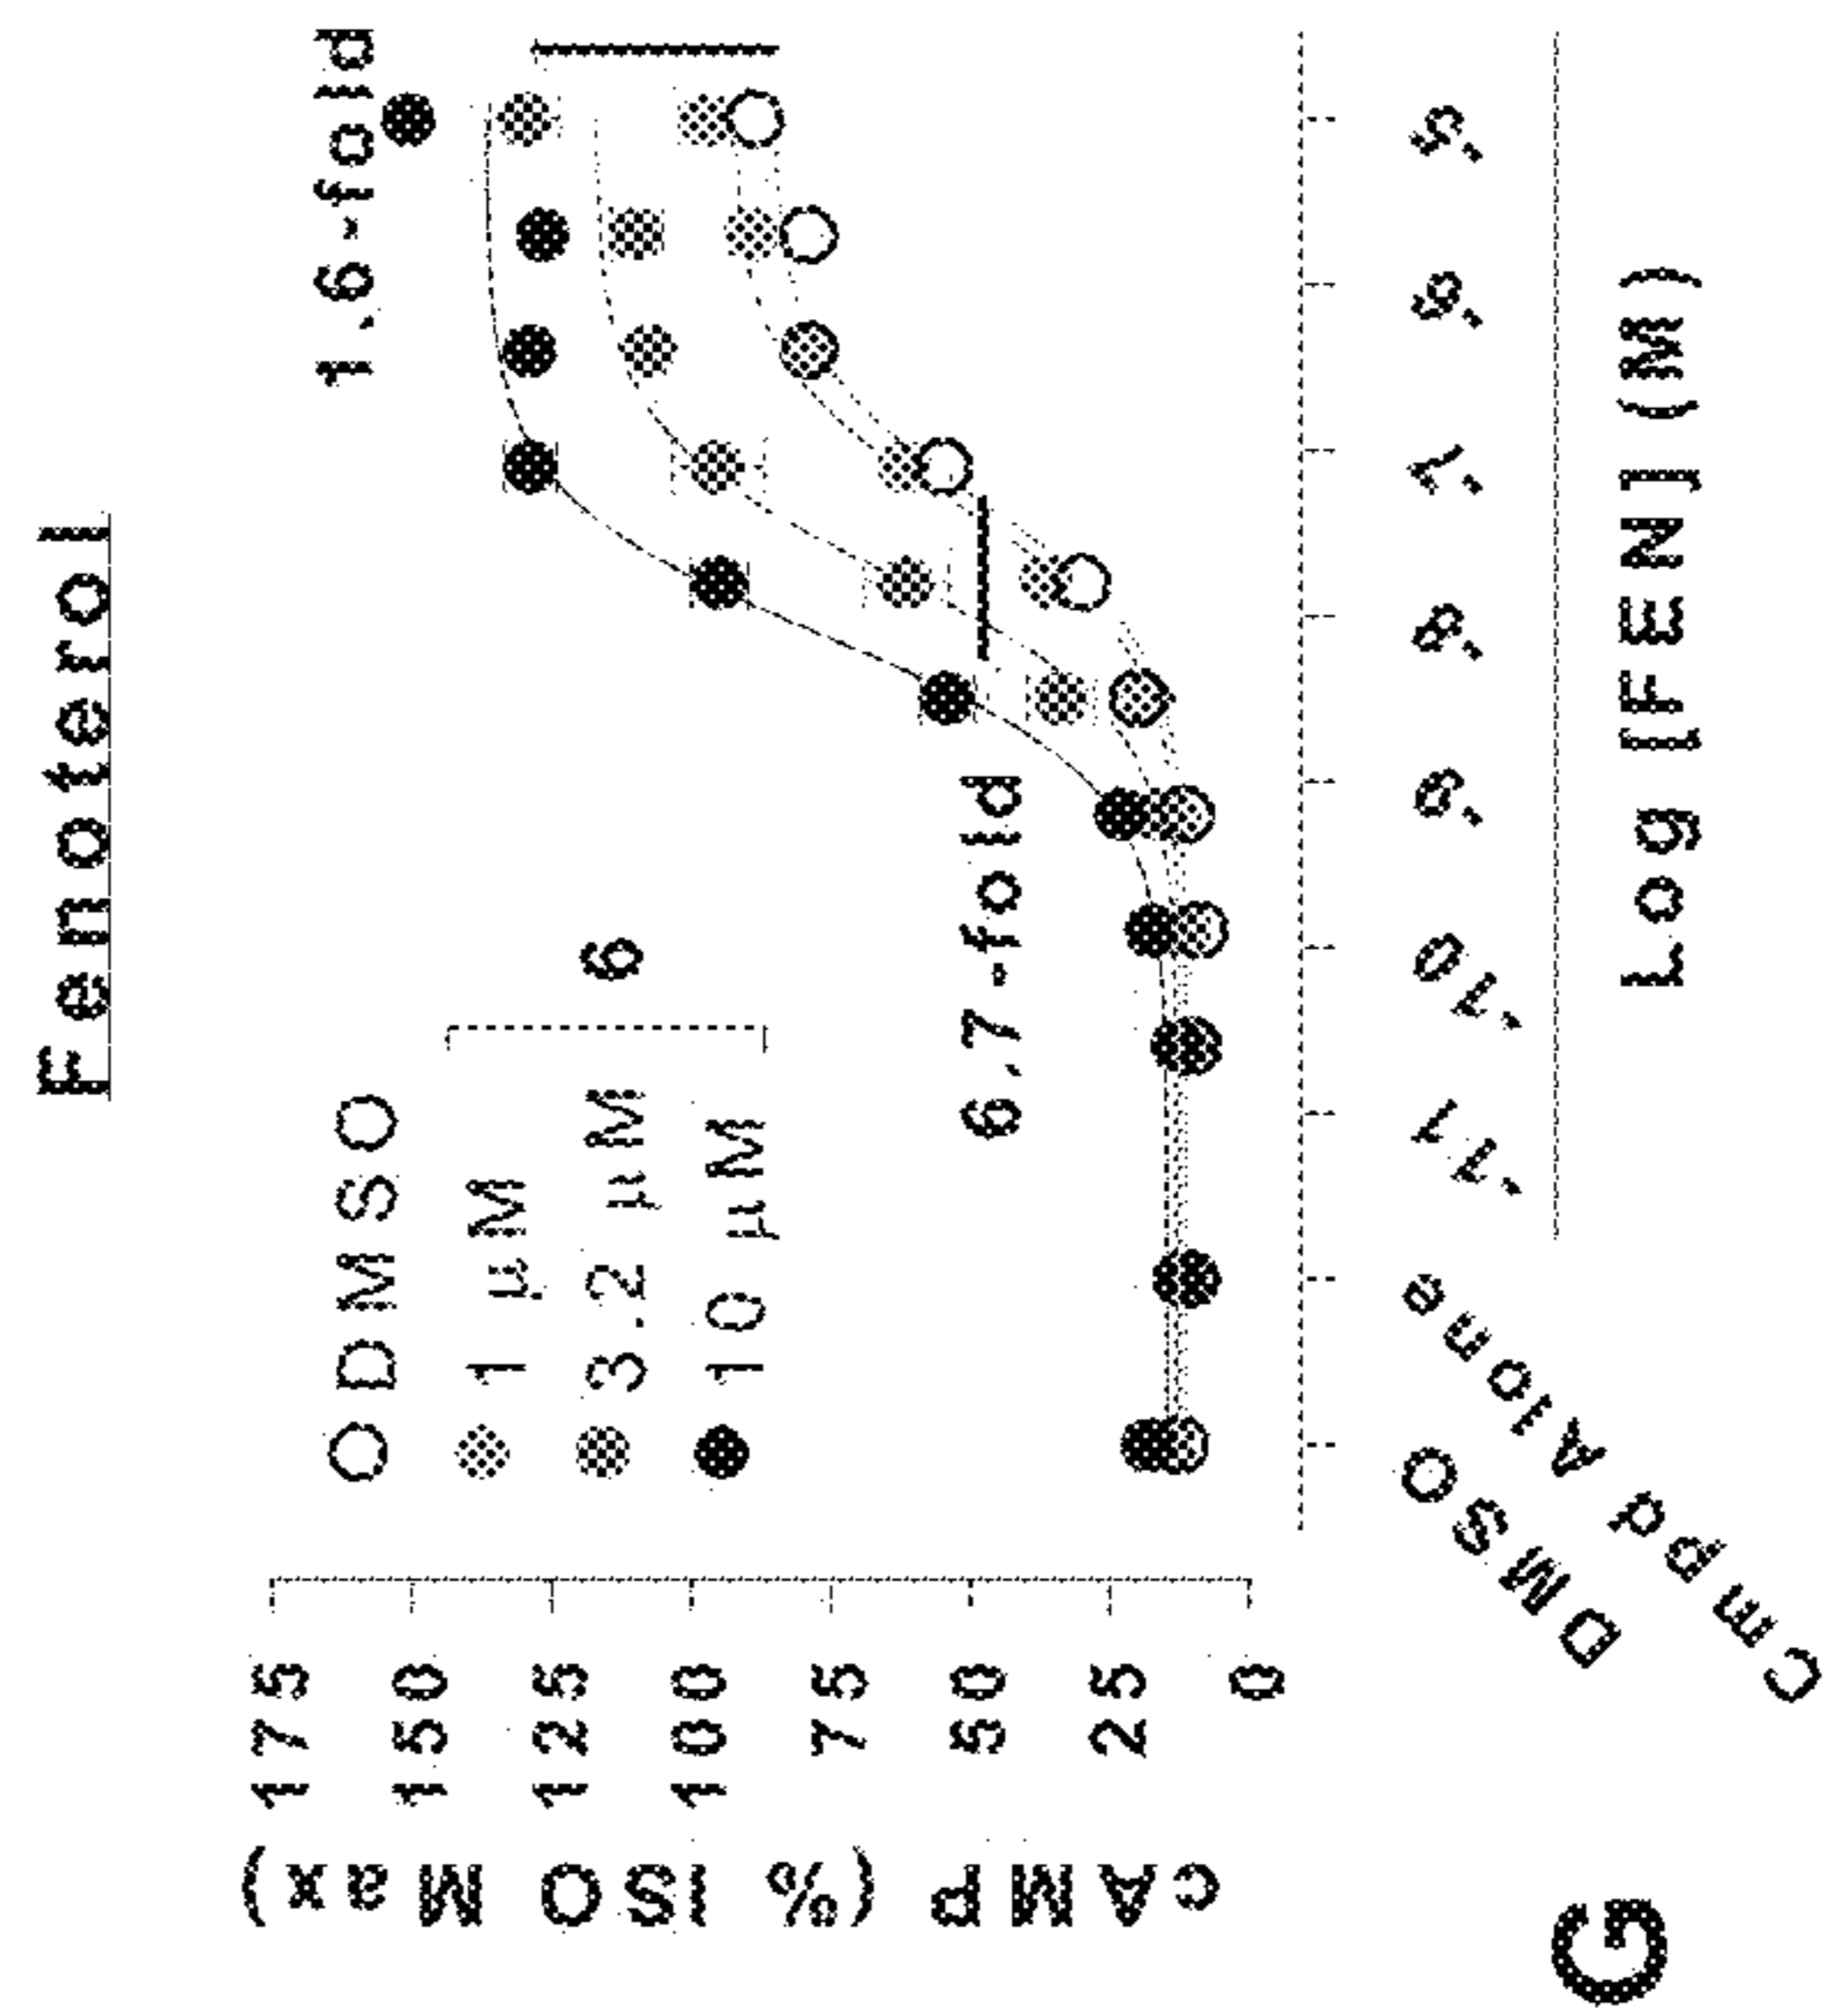 G
Fenoterol
cAMP (% ISO Max)
175
150
125
100
75
50
25
0
DMSO
1 µM
3.2 µM
10 µM
6
1.6-fold
6.7-fold
DMSO
Cmpd Alone
-11
-10
-9
-8
-7
-6
-5
Log [FEN] (M)